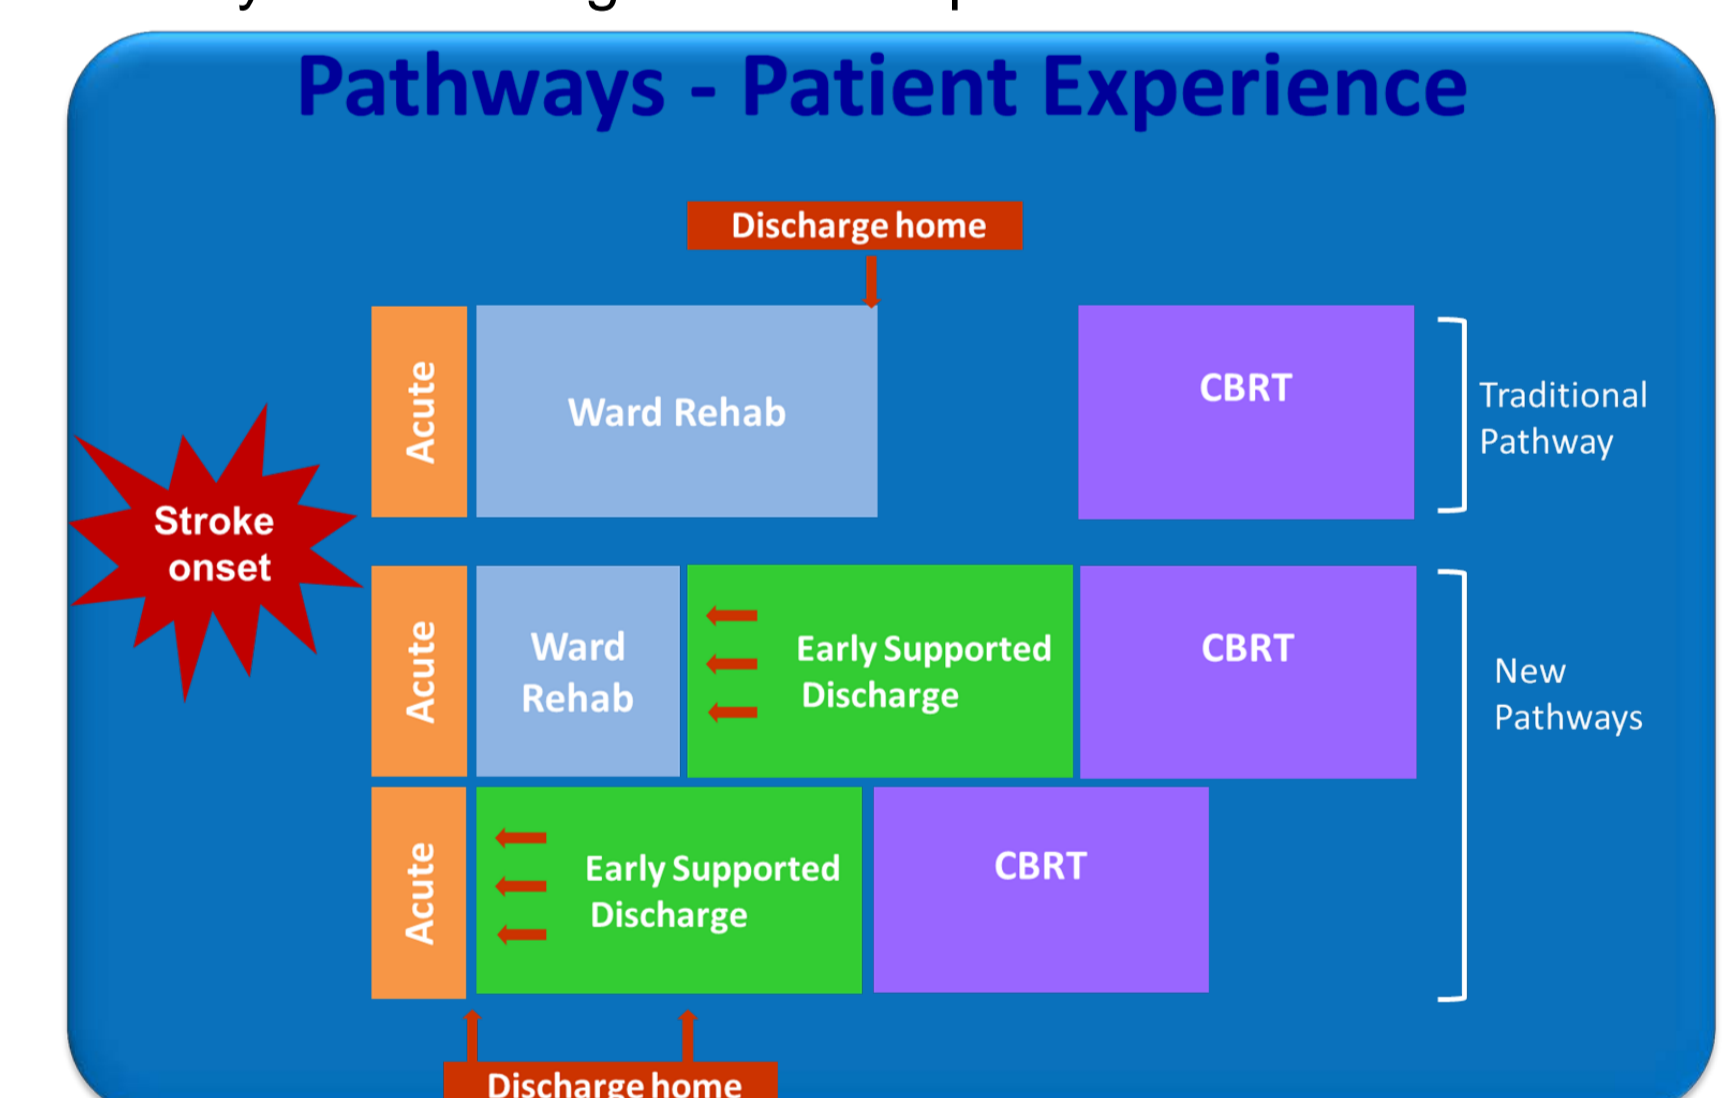 Pathways - Patient Experience
Discharge home
Acute
Ward Rehab
CBRT
Traditional
Pathway
Stroke
onset
Acute
Ward
Rehab
Early Supported
Discharge
CBRT
New
Pathways
Acute
Early Supported
Discharge
CBRT
Discharge home